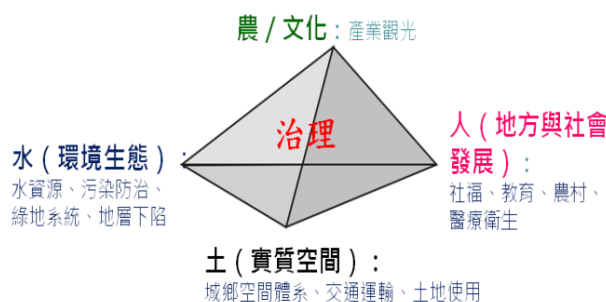 農 / 文化：產業觀光
治理
水（環境生態）：
水資源、污染防治、
綠地系統、地層下陷
人（地方與社會
發展）：
社福、教育、農村、
醫療衛生
土（實質空間）：
城鄉空間體系、交通運輸、土地使用